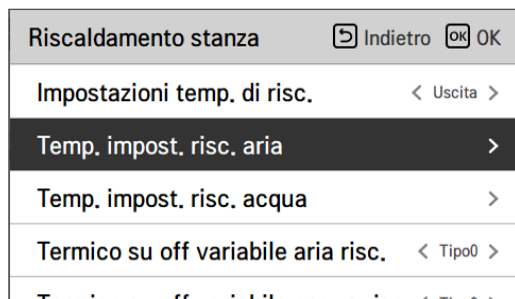 Riscaldamento stanza Indietro OK OK
Impostazioni temp. di risc. < Uscita >
Temp. impost. risc. aria >
Temp. impost. risc. acqua >
Termico su off variabile aria risc. < Tipo0 >